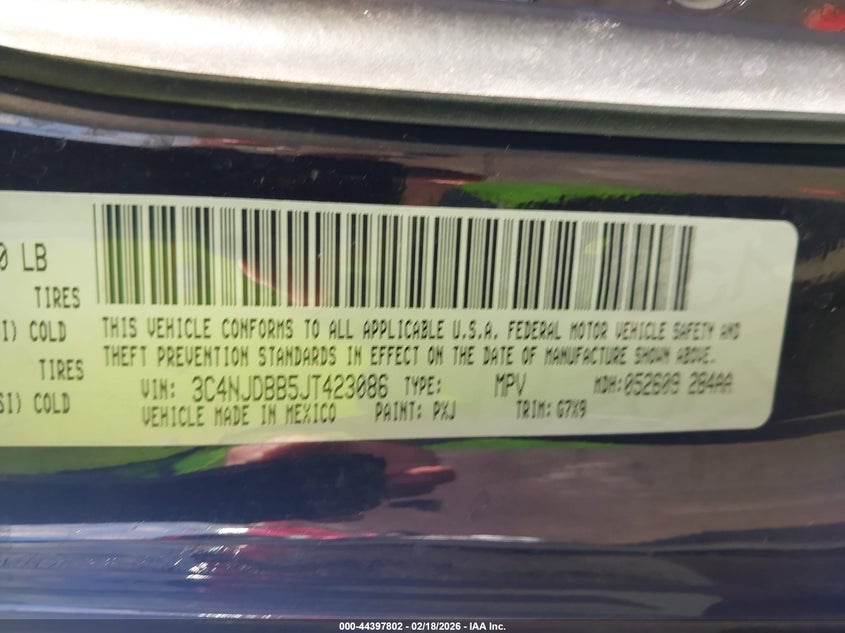 0 LB
TIRES
I) COLD
TIRES
SI) COLD
THIS VEHICLE CONFORMS TO ALL APPLICABLE U.S.A. FEDERAL MOTOR VEHICLE SAFETY AND
THEFT PREVENTION STANDARDS IN EFFECT ON THE DATE OF MANUFACTURE SHOWN ABOVE.
VIN: 3C4NJDBB5JT423086 TYPE: MPV MDH:052609 284AA
VEHICLE MADE IN MEXICO PAINT: PXJ TRIM: G7X9
000-44397802 - 02/18/2026 - IAA Inc.